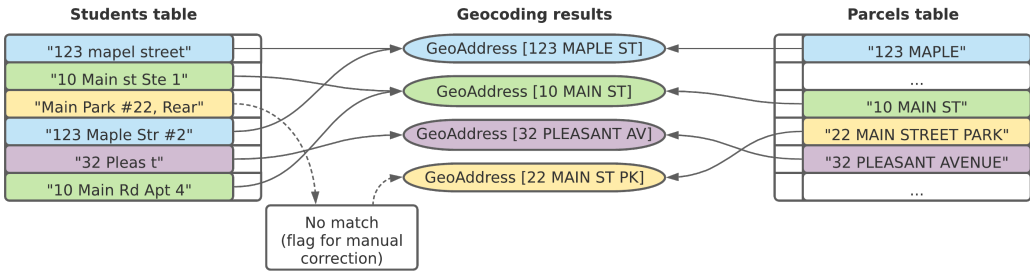 Students table
Geocoding results
Parcels table
"123 mapel street"
"10 Main st Ste 1"
"Main Park #22, Rear"
"123 Maple Str #2"
"32 Pleas t"
"10 Main Rd Apt 4"
GeoAddress [123 MAPLE ST]
GeoAddress [10 MAIN ST]
GeoAddress [32 PLEASANT AV]
GeoAddress [22 MAIN ST PK]
No match
(flag for manual
correction)
"123 MAPLE"
...
"10 MAIN ST"
"22 MAIN STREET PARK"
"32 PLEASANT AVENUE"
...